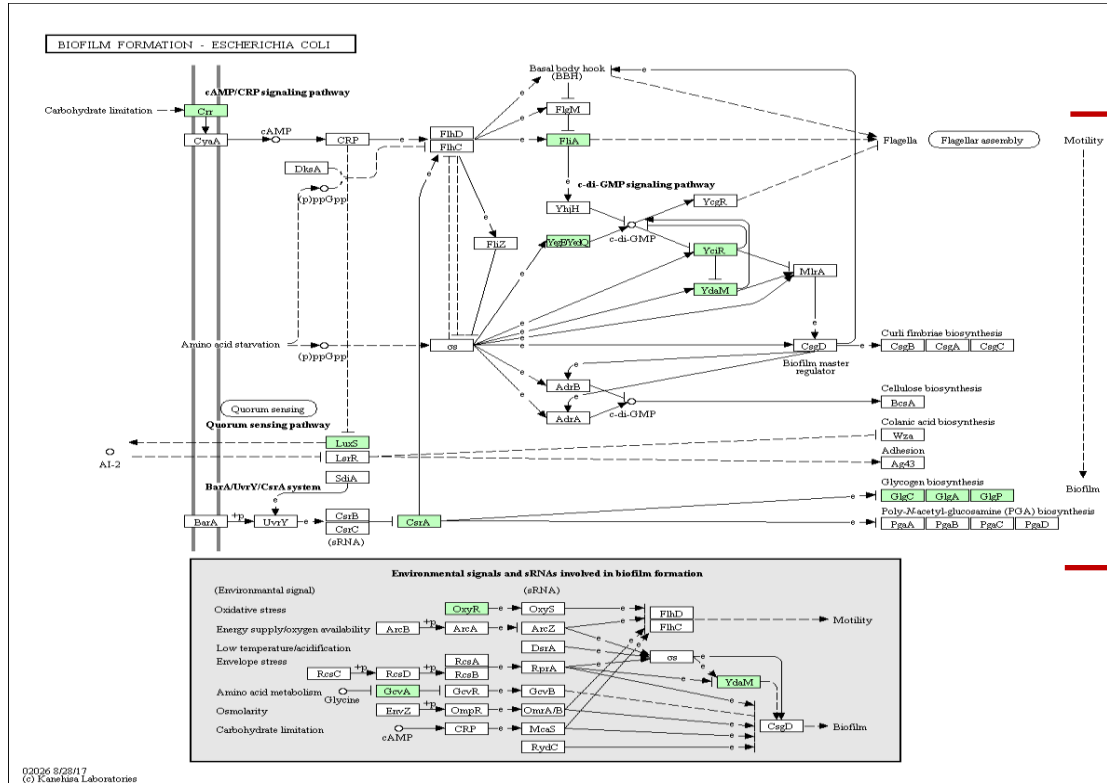 BIOFILM FORMATION - ESCHERICHIA COLI
Basal body hook
(BBH)
cAMP/CRP signaling pathway
Carbohydrate limitation
Crr
FlgM
CyaA
cAMP
CRP
e
FlhD
FlhC
e
e
e
FliA
Flagella
Flagellar assembly
Motility
DksA
(p)ppGpp
e
c-di-GMP signaling pathway
YhjH
YcgR
e
FliZ
YegE/YedQ
c-di-GMP
YciR
MlrA
YdaM
e
e
e
e
e
e
Amino acid starvation
(p)ppGpp
σs
e
CsgD
e
Biofilm master
regulator
Curli fimbriae biosynthesis
CsgB CsgA CsgC
e
e
e
e
AdrB
AdrA
c-di-GMP
Cellulose biosynthesis
BcsA
Quorum sensing
Quorum sensing pathway
LuxS
LsrR
AI-2
Colanic acid biosynthesis
Wza
Adhesion
Ag43
SdiA
BarA/UvrY/CsrA system
e
BarA
+p
UvrY
e
CsrB
CsrC
(sRNA)
CsrA
e
e
Glycogen biosynthesis
GlgC GlgA GlgP
Poly-N-acetyl-glucosamine (PGA) biosynthesis
PgaA PgaB PgaC PgaD
Biofilm
Environmental signals and sRNAs involved in biofilm formation
(Environmantal signal)
(sRNA)
Oxidative stress
OxyR
e
OxyS
e
FlhD
FlhC
Motility
Energy supply/oxygen availability
ArcB
+p
ArcA
e
ArcZ
e
e
Low temperature/acidification
DsrA
e
σs
Envelope stress
RcsC
+p
RcsD
+p
RcsA
RcsB
e
RprA
e
e
e
e
YdaM
Amino acid metabolism
Glycine
GcvA
GcvR
GcvB
Osmolarity
EnvZ
+p
OmpR
e
OmrA/B
e
e
CsgD
Biofilm
Carbohydrate limitation
cAMP
CRP
e
McaS
e
RydC
e
02026 8/28/17
(c) Kanehisa Laboratories